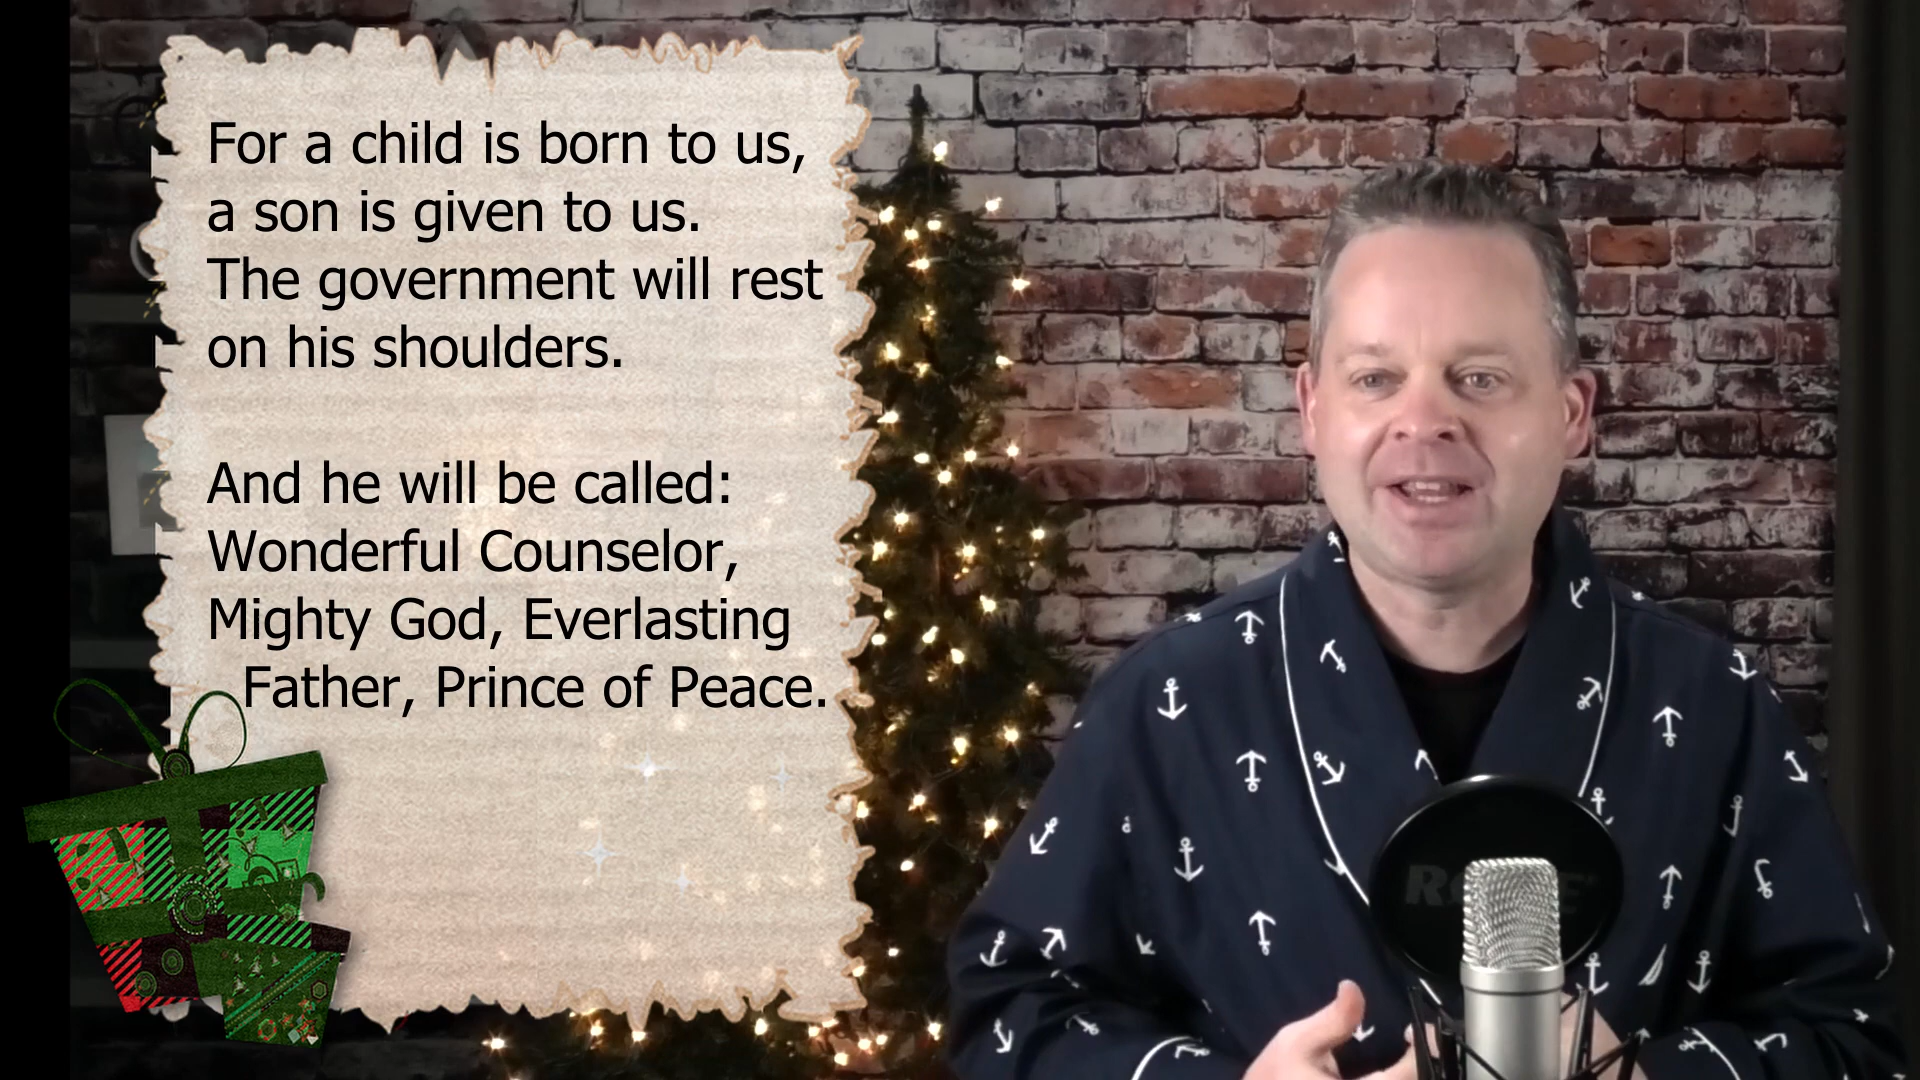 For a child is born to us,
a son is given to us.
The government will rest
on his shoulders.
And he will be called:
Wonderful Counselor,
Mighty God, Everlasting
Father, Prince of Peace.
RODE